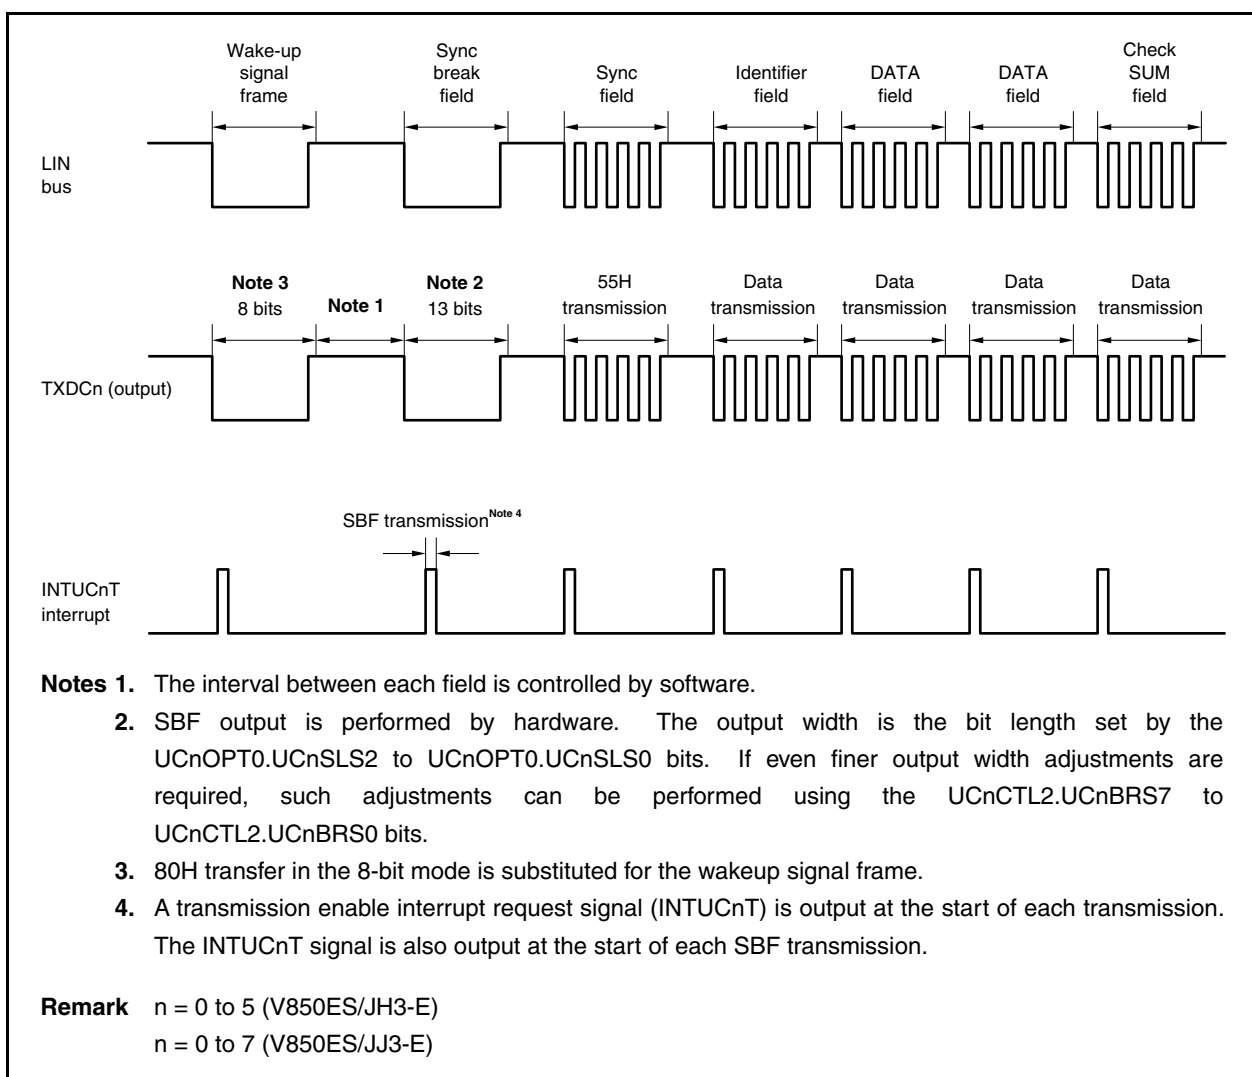 Wake-up
signal
frame
Sync
break
field
Sync
field
Identifier
field
DATA
field
DATA
field
Check
SUM
field
LIN
bus
Note 3
8 bits
Note 1
Note 2
13 bits
55H
transmission
Data
transmission
Data
transmission
Data
transmission
Data
transmission
TXDCn (output)
SBF transmission Note 4
INTUCnT
interrupt
Notes 1. The interval between each field is controlled by software.
2. SBF output is performed by hardware. The output width is the bit length set by the
UCnOPT0.UCnSLS2 to UCnOPT0.UCnSLS0 bits. If even finer output width adjustments are
required, such adjustments can be performed using the UCnCTL2.UCnBRS7 to
UCnCTL2.UCnBRS0 bits.
3. 80H transfer in the 8-bit mode is substituted for the wakeup signal frame.
4. A transmission enable interrupt request signal (INTUCnT) is output at the start of each transmission.
The INTUCnT signal is also output at the start of each SBF transmission.
Remark n = 0 to 5 (V850ES/JH3-E)
n = 0 to 7 (V850ES/JJ3-E)